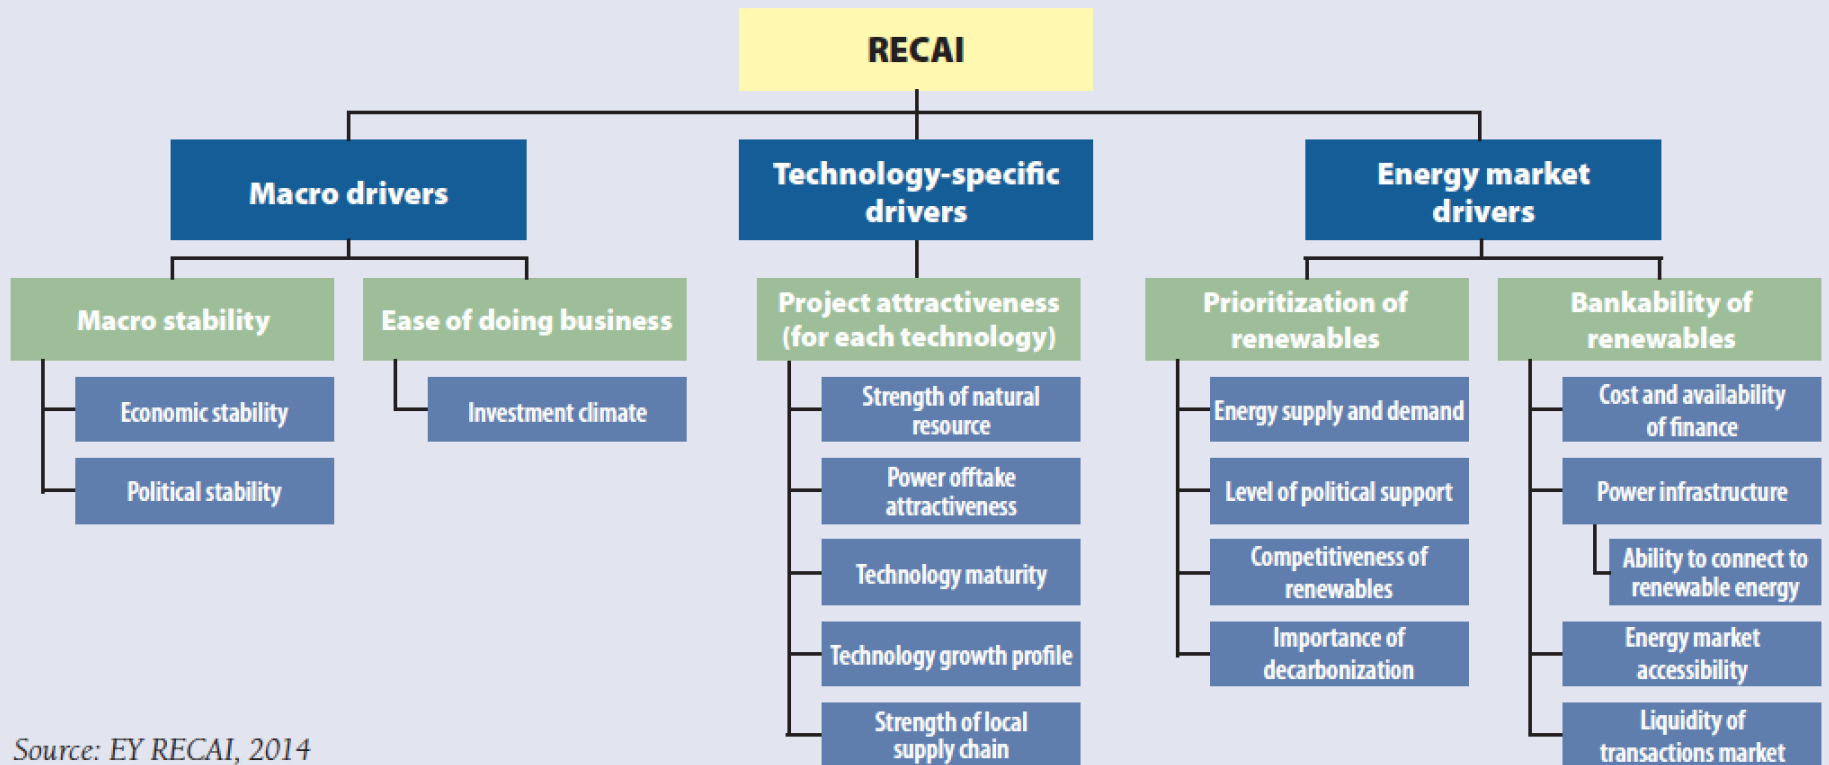 RECAI
Macro drivers
Technology-specific
drivers
Energy market
drivers
Macro stability
Ease of doing business
Project attractiveness
(for each technology)
Prioritization of
renewables
Bankability of
renewables
Economic stability
Political stability
Investment climate
Strength of natural
resource
Power offtake
attractiveness
Technology maturity
Technology growth profile
Strength of local
supply chain
Energy supply and demand
Level of political support
Competitiveness of
renewables
Importance of
decarbonization
Cost and availability
of finance
Power infrastructure
Ability to connect to
renewable energy
Energy market
accessibility
Liquidity of
transactions market
Source: EY RECAI, 2014